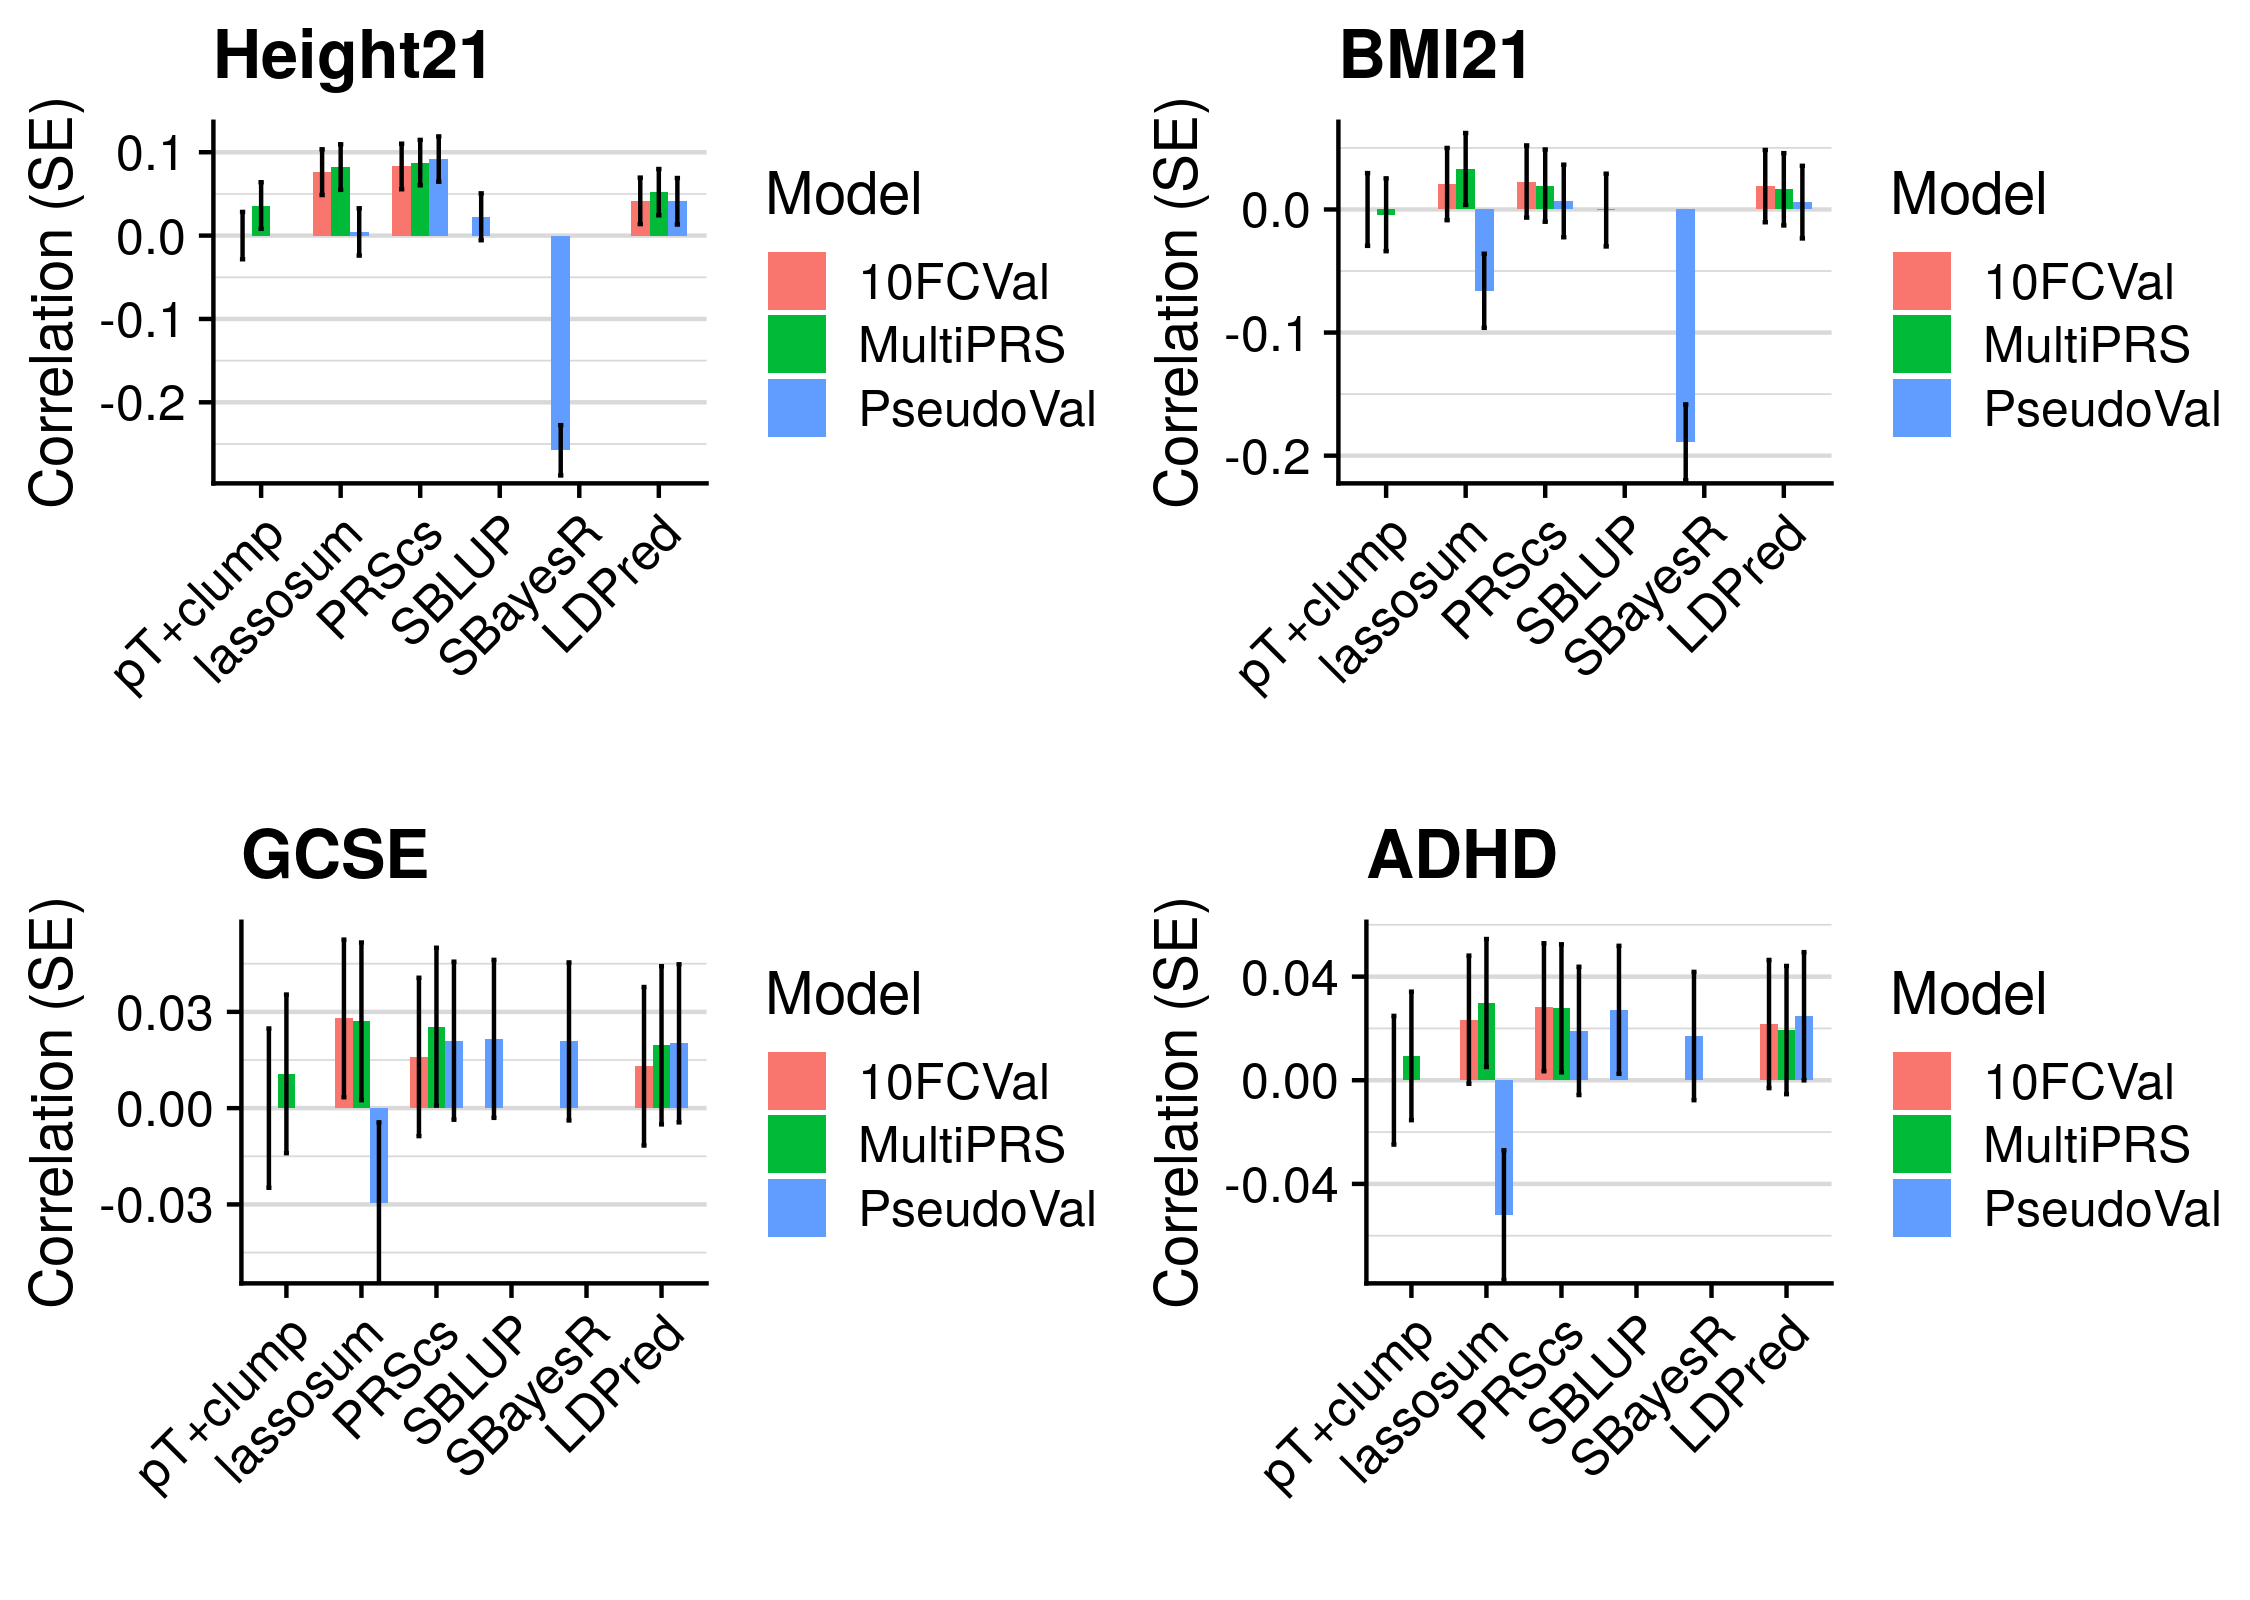 Height21
Correlation (SE)
0.1
0.0
-0.1
-0.2
pT+clump
lassosum
PRScs
SBLUP
SBayesR
LDPred
Model
10FCVal
MultiPRS
PseudoVal
BMI21
Correlation (SE)
0.0
-0.1
-0.2
pT+clump
lassosum
PRScs
SBLUP
SBayesR
LDPred
Model
10FCVal
MultiPRS
PseudoVal
GCSE
Correlation (SE)
0.03
0.00
-0.03
pT+clump
lassosum
PRScs
SBLUP
SBayesR
LDPred
Model
10FCVal
MultiPRS
PseudoVal
ADHD
Correlation (SE)
0.04
0.00
-0.04
pT+clump
lassosum
PRScs
SBLUP
SBayesR
LDPred
Model
10FCVal
MultiPRS
PseudoVal